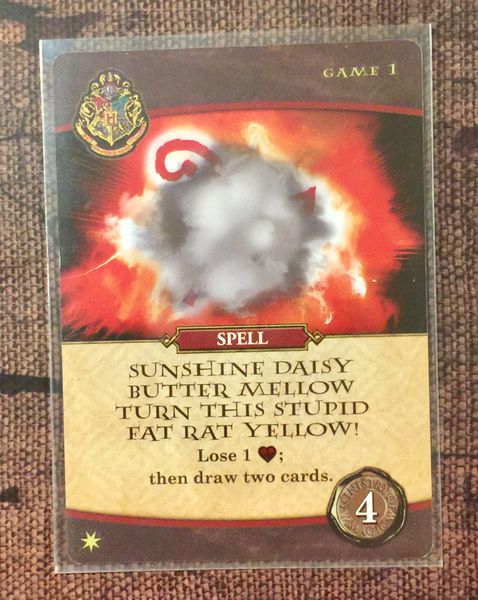 GAME 1
SPELL
SUNSHINE DAISY
BUTTER MELLOW
TURN THIS STUPID
FAT RAT YELLOW!
Lose 1 ;
then draw two cards.
4